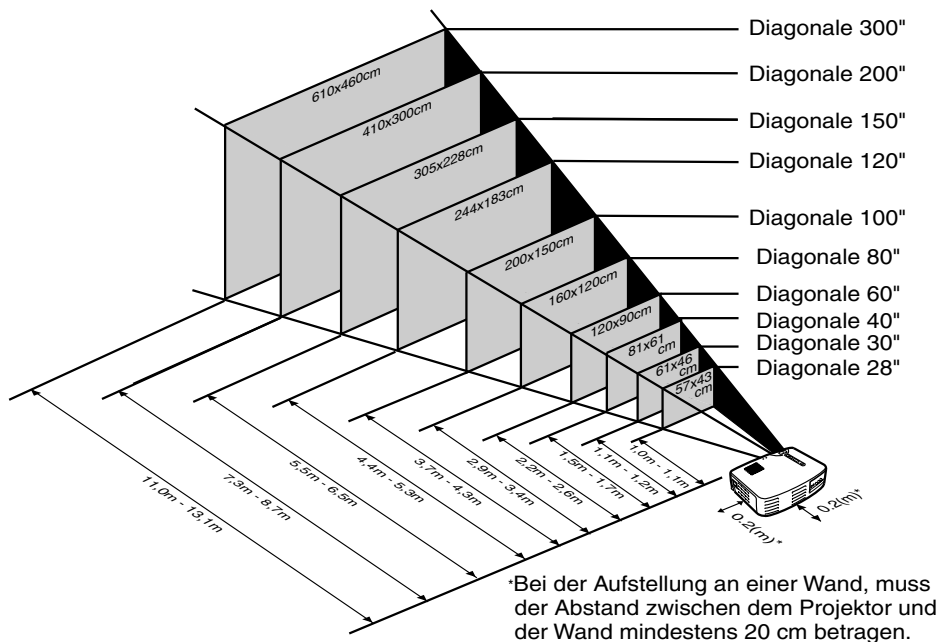 Diagonale 300"
Diagonale 200"
Diagonale 150"
Diagonale 120"
Diagonale 100"
Diagonale 80"
Diagonale 60"
Diagonale 40"
Diagonale 30"
Diagonale 28"
610x460cm
410x300cm
305x228cm
244x183cm
200x150cm
160x120cm
120x90cm
81x61
cm
61x46
cm
57x43
cm
11,0m - 13,1m
7,3m - 8,7m
5,5m - 6,5m
4,4m - 5,3m
3,7m - 4,3m
2,9m - 3,4m
2,2m - 2,6m
1,5m - 1,7m
1,1m - 1,2m
1,0m - 1,1m
0.2(m)*
0.2(m)*
*Bei der Aufstellung an einer Wand, muss
der Abstand zwischen dem Projektor und
der Wand mindestens 20 cm betragen.